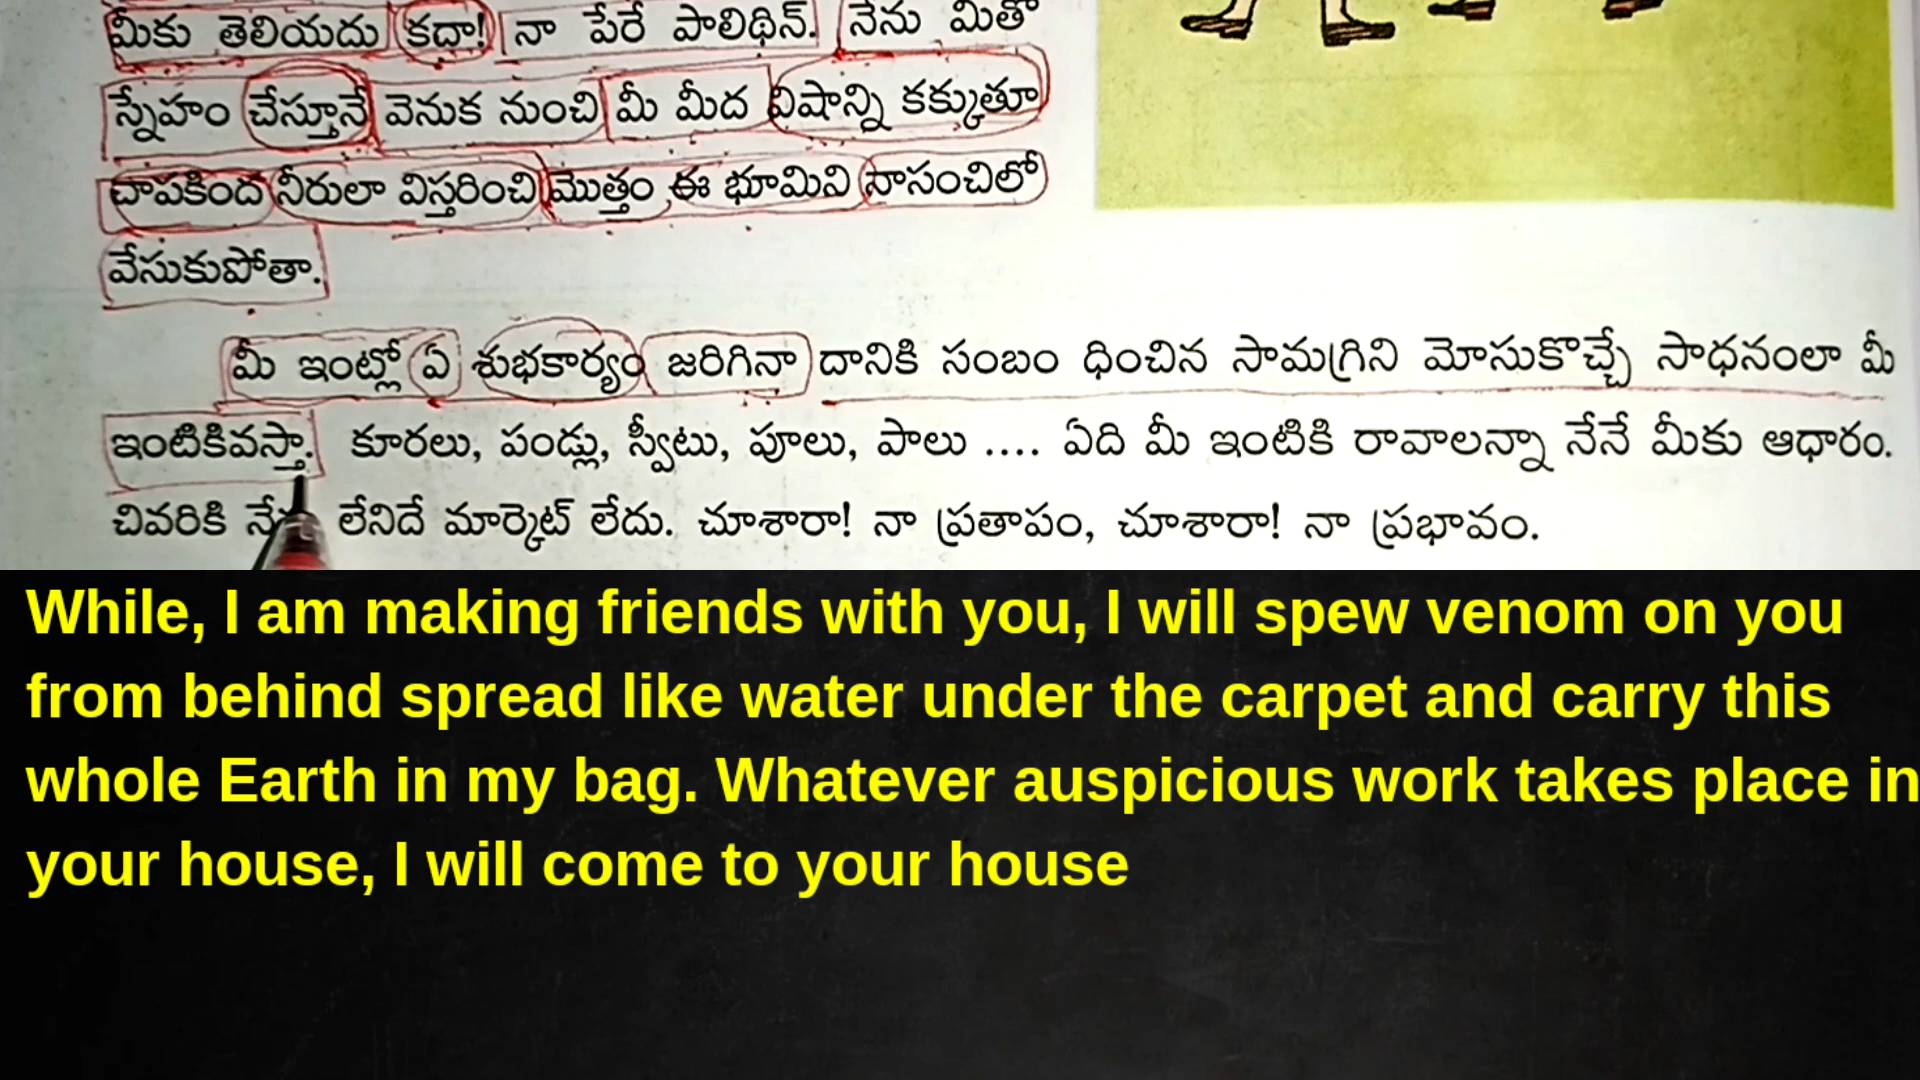 మీకు తెలియదు కదా! నా పేరే పాలిథిన్. నేను మీతో
స్నేహం చేస్తూనే వెనుక నుంచి మీ మీద విషాన్ని కక్కుతూ
చాపకింద నీరులా విస్తరించి మొత్తం ఈ భూమిని నాసంచిలో
వేసుకుపోతా.
మీ ఇంట్లో ఏ శుభకార్యం జరిగినా దానికి సంబం ధించిన సామగ్రిని మోసుకొచ్చే సాధనంలా మీ
ఇంటికివస్తా. కూరలు, పండ్లు, స్వీటు, పూలు, పాలు .... ఏది మీ ఇంటికి రావాలన్నా నేనే మీకు ఆధారం.
చివరికి లేనిదే మార్కెట్ లేదు. చూశారా! నా ప్రతాపం, చూశారా! నా ప్రభావం.
While, I am making friends with you, I will spew venom on you
from behind spread like water under the carpet and carry this
whole Earth in my bag. Whatever auspicious work takes place in
your house, I will come to your house